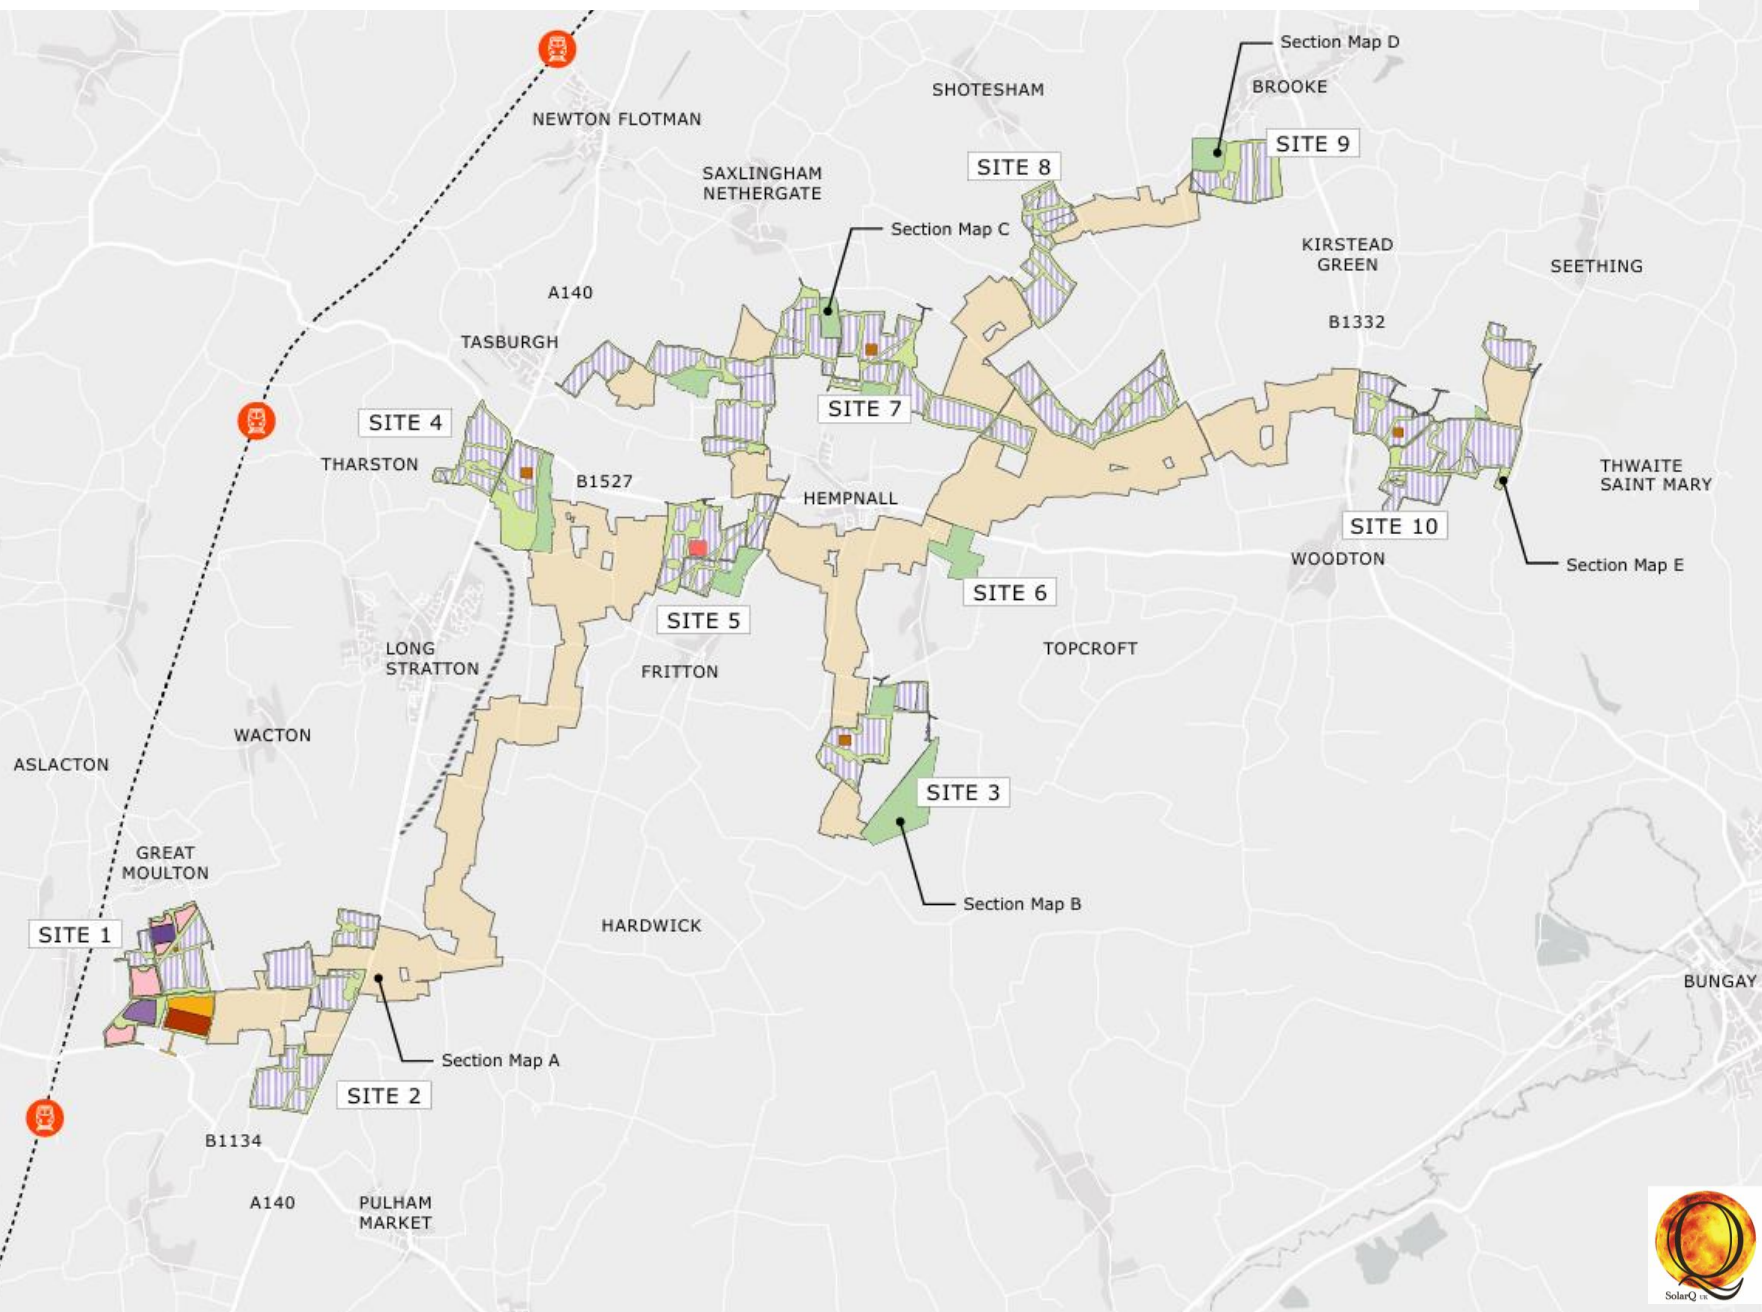 Section Map D
SHOTESHAM
BROOKE
NEWTON FLOTMAN
SITE 9
SITE 8
SAXLINGHAM
NETHERGATE
Section Map C
KIRSTEAD
GREEN
SEETHING
A140
B1332
TASBURGH
SITE 7
SITE 4
THARSTON
B1527
HEMPNALL
THWAITE
SAINT MARY
SITE 10
WOODTON
Section Map E
SITE 6
SITE 5
LONG
STRATTON
FRITTON
TOPCROFT
WACTON
ASLACTON
SITE 3
GREAT
MOULTON
Section Map B
HARDWICK
SITE 1
BUNGAY
Section Map A
SITE 2
B1134
A140
PULHAM
MARKET
Q
SolarQ UK